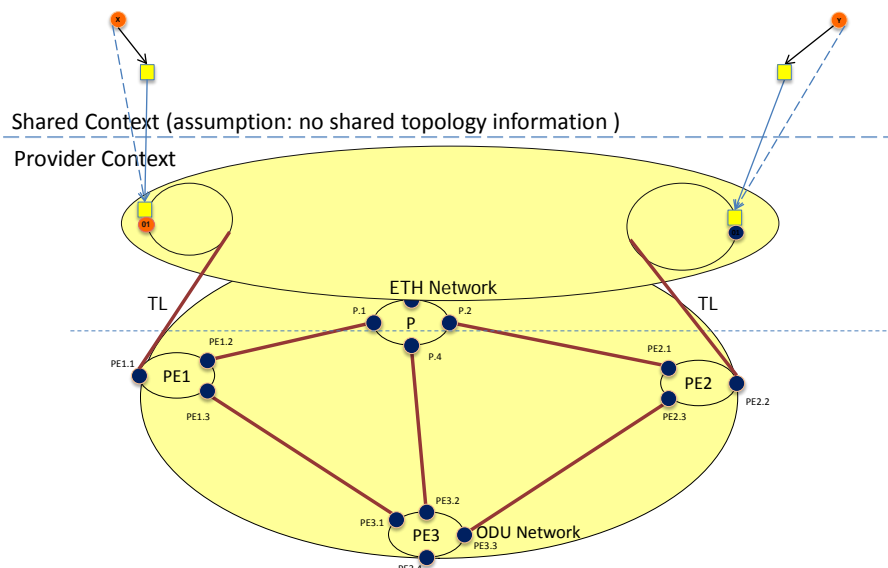 X
Y
Shared Context (assumption: no shared topology information )
Provider Context
01
ETH Network
TL
TL
P.1
P
P.2
PE1.2
P.4
PE2.1
PE1.1
PE1
PE2
PE1.3
PE2.3
PE2.2
PE3.2
PE3.1
PE3
ODU Network
PE3.3